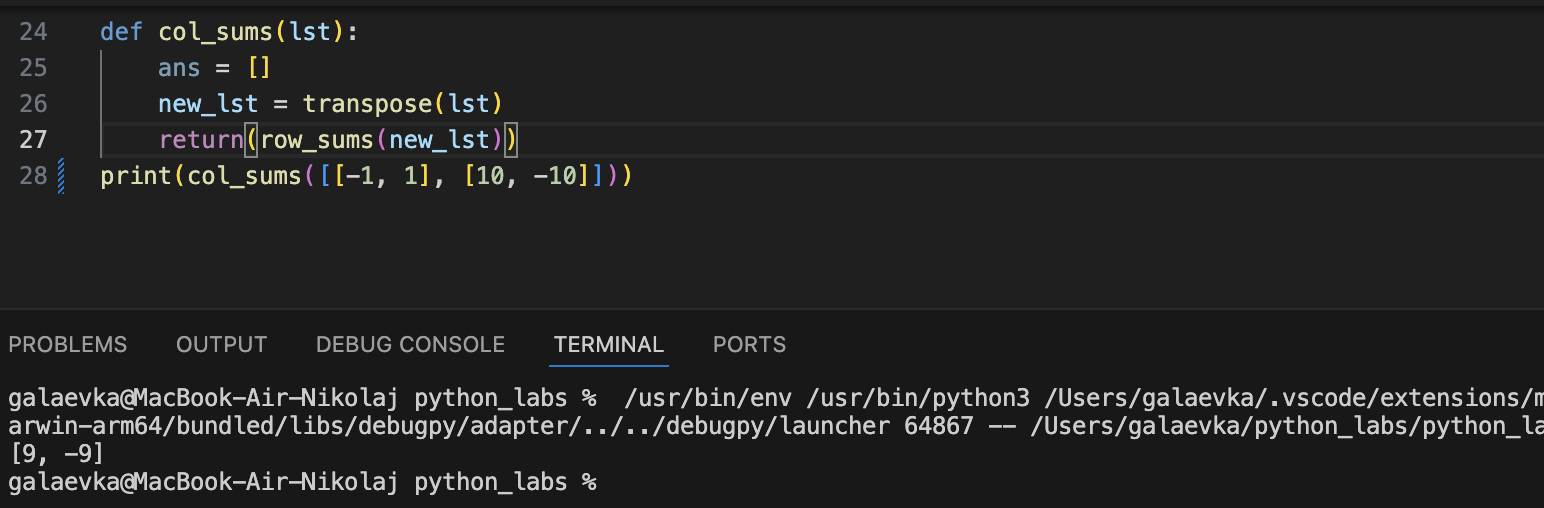 24 def col_sums(lst):
25 ans = []
26 new_lst = transpose(lst)
27 return(row_sums(new_lst))
28 print(col_sums([[-1, 1], [10, -10]]))
PROBLEMS OUTPUT DEBUG CONSOLE TERMINAL PORTS
galaevka@MacBook-Air-Nikolaj python_labs % /usr/bin/env /usr/bin/python3 /Users/galaevka/.vscode/extensions/m
arwin-arm64/bundled/libs/debugpy/adapter/../../debugpy/launcher 64867 -- /Users/galaevka/python_labs/python_la
[9, -9]
galaevka@MacBook-Air-Nikolaj python_labs %